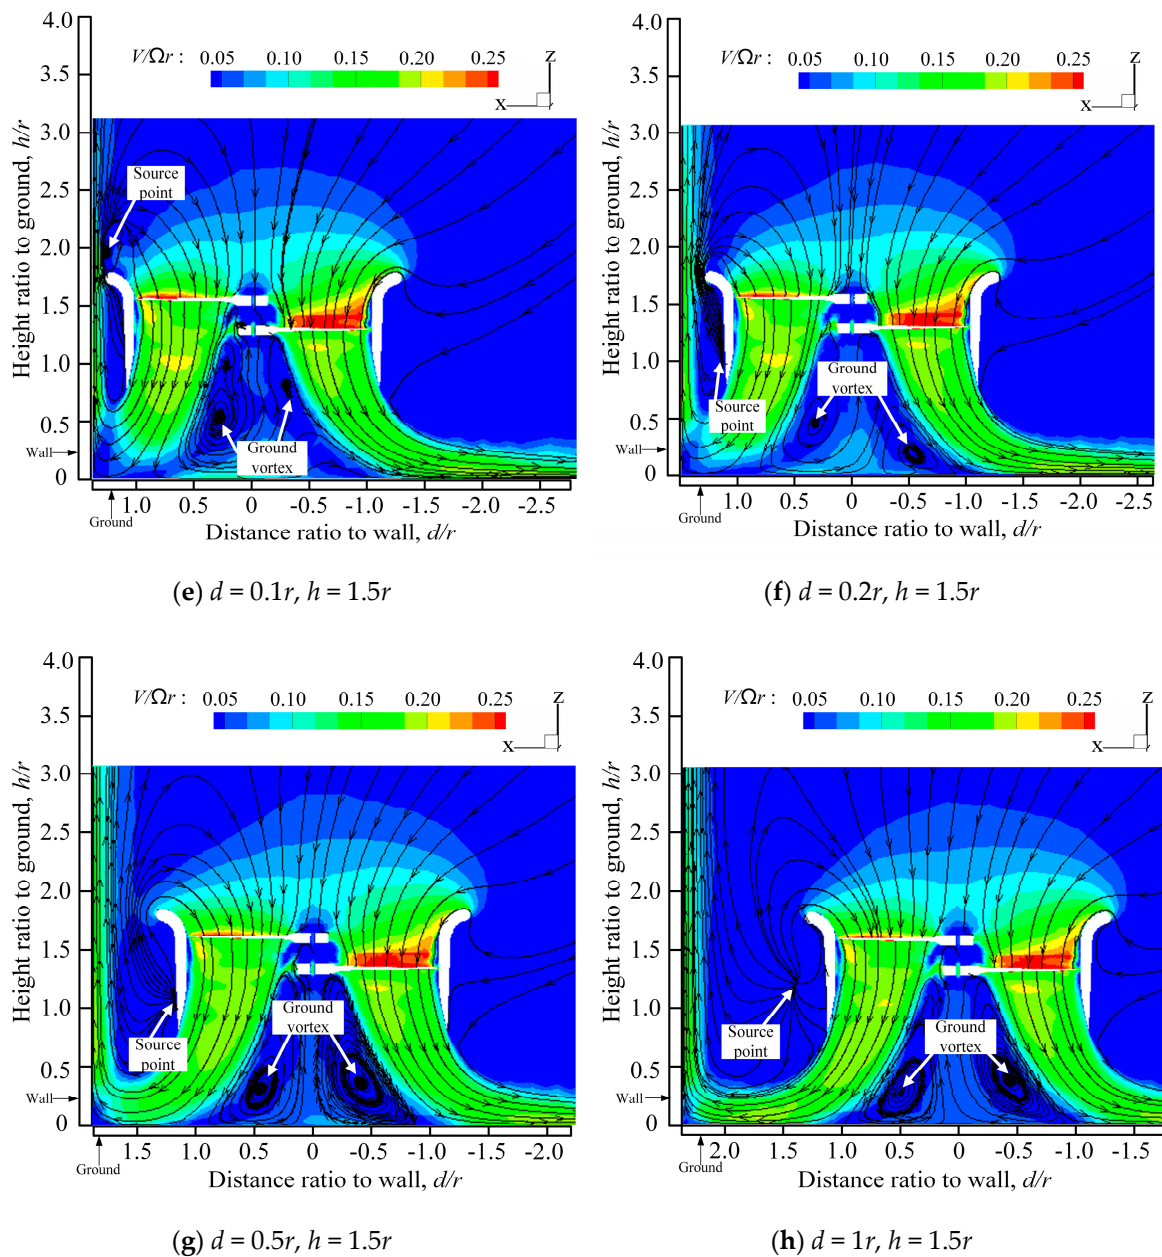 4.0
V/Ωr : 0.05 0.10 0.15 0.20 0.25
Z
X
3.0
Source
point
2.5
2.0
1.5
1.0
0.5
0
Height ratio to ground, h/r
Wall
Ground
vortex
Ground
1.0 0.5 0 -0.5 -1.0 -1.5 -2.0 -2.5
Distance ratio to wall, d/r
(e) d = 0.1r, h = 1.5r
4.0
V/Ωr : 0.05 0.10 0.15 0.20 0.25
Z
X
3.0
2.5
2.0
1.5
1.0
0.5
0
Height ratio to ground, h/r
Ground
vortex
Source
point
Wall
Ground
1.0 0.5 0 -0.5 -1.0 -1.5 -2.0 -2.5
Distance ratio to wall, d/r
(f) d = 0.2r, h = 1.5r
4.0
V/Ωr : 0.05 0.10 0.15 0.20 0.25
Z
X
3.0
2.5
2.0
1.5
1.0
0.5
0
Height ratio to ground, h/r
Ground
vortex
Source
point
Wall
Ground
1.5 1.0 0.5 0 -0.5 -1.0 -1.5 -2.0
Distance ratio to wall, d/r
(g) d = 0.5r, h = 1.5r
4.0
V/Ωr : 0.05 0.10 0.15 0.20 0.25
Z
X
3.0
2.5
2.0
1.5
1.0
0.5
0
Height ratio to ground, h/r
Source
point
Ground
vortex
Wall
Ground
2.0 1.5 1.0 0.5 0 -0.5 -1.0 -1.5
Distance ratio to wall, d/r
(h) d = 1r, h = 1.5r